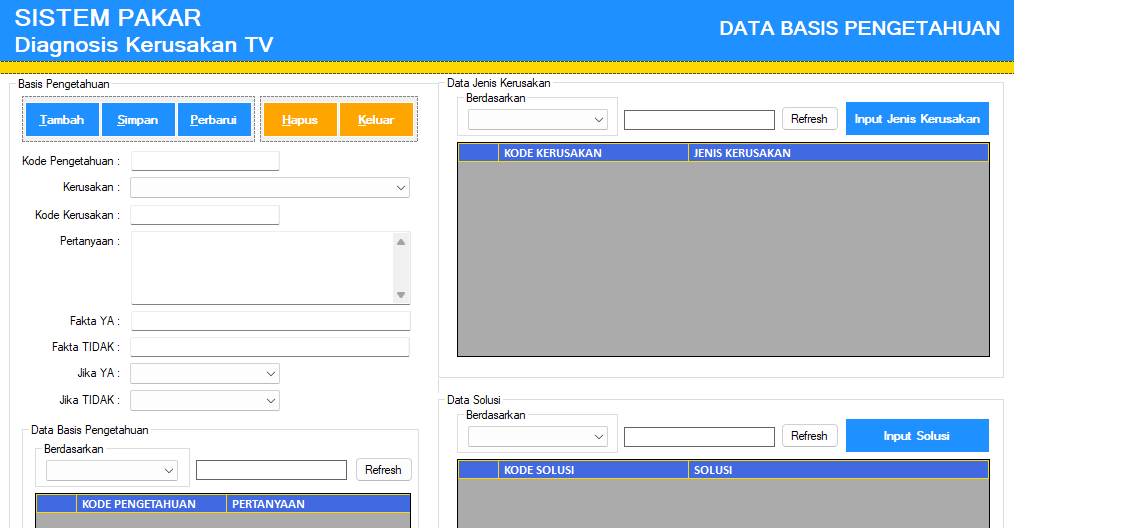 SISTEM PAKAR
Diagnosis Kerusakan TV
DATA BASIS PENGETAHUAN
Basis Pengetahuan
Tambah Simpan Perbarui Hapus Keluar
Kode Pengetahuan :
Kerusakan :
Kode Kerusakan :
Pertanyaan :
Fakta YA :
Fakta TIDAK :
Jika YA :
Jika TIDAK :
Data Basis Pengetahuan
Berdasarkan
Refresh
KODE PENGETAHUAN PERTANYAAN
Data Jenis Kerusakan
Berdasarkan
Refresh Input Jenis Kerusakan
KODE KERUSAKAN JENIS KERUSAKAN
Data Solusi
Berdasarkan
Refresh Input Solusi
KODE SOLUSI SOLUSI